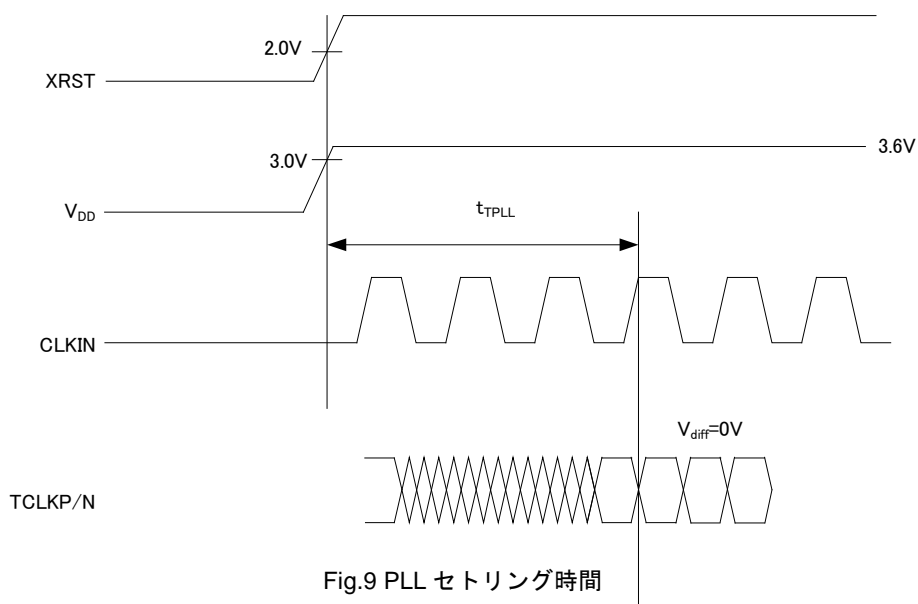 2.0V
XRST
3.0V
3.6V
VDD
tTPLL
CLKIN
Vdiff=0V
TCLKP/N
Fig.9 PLL セトリング時間